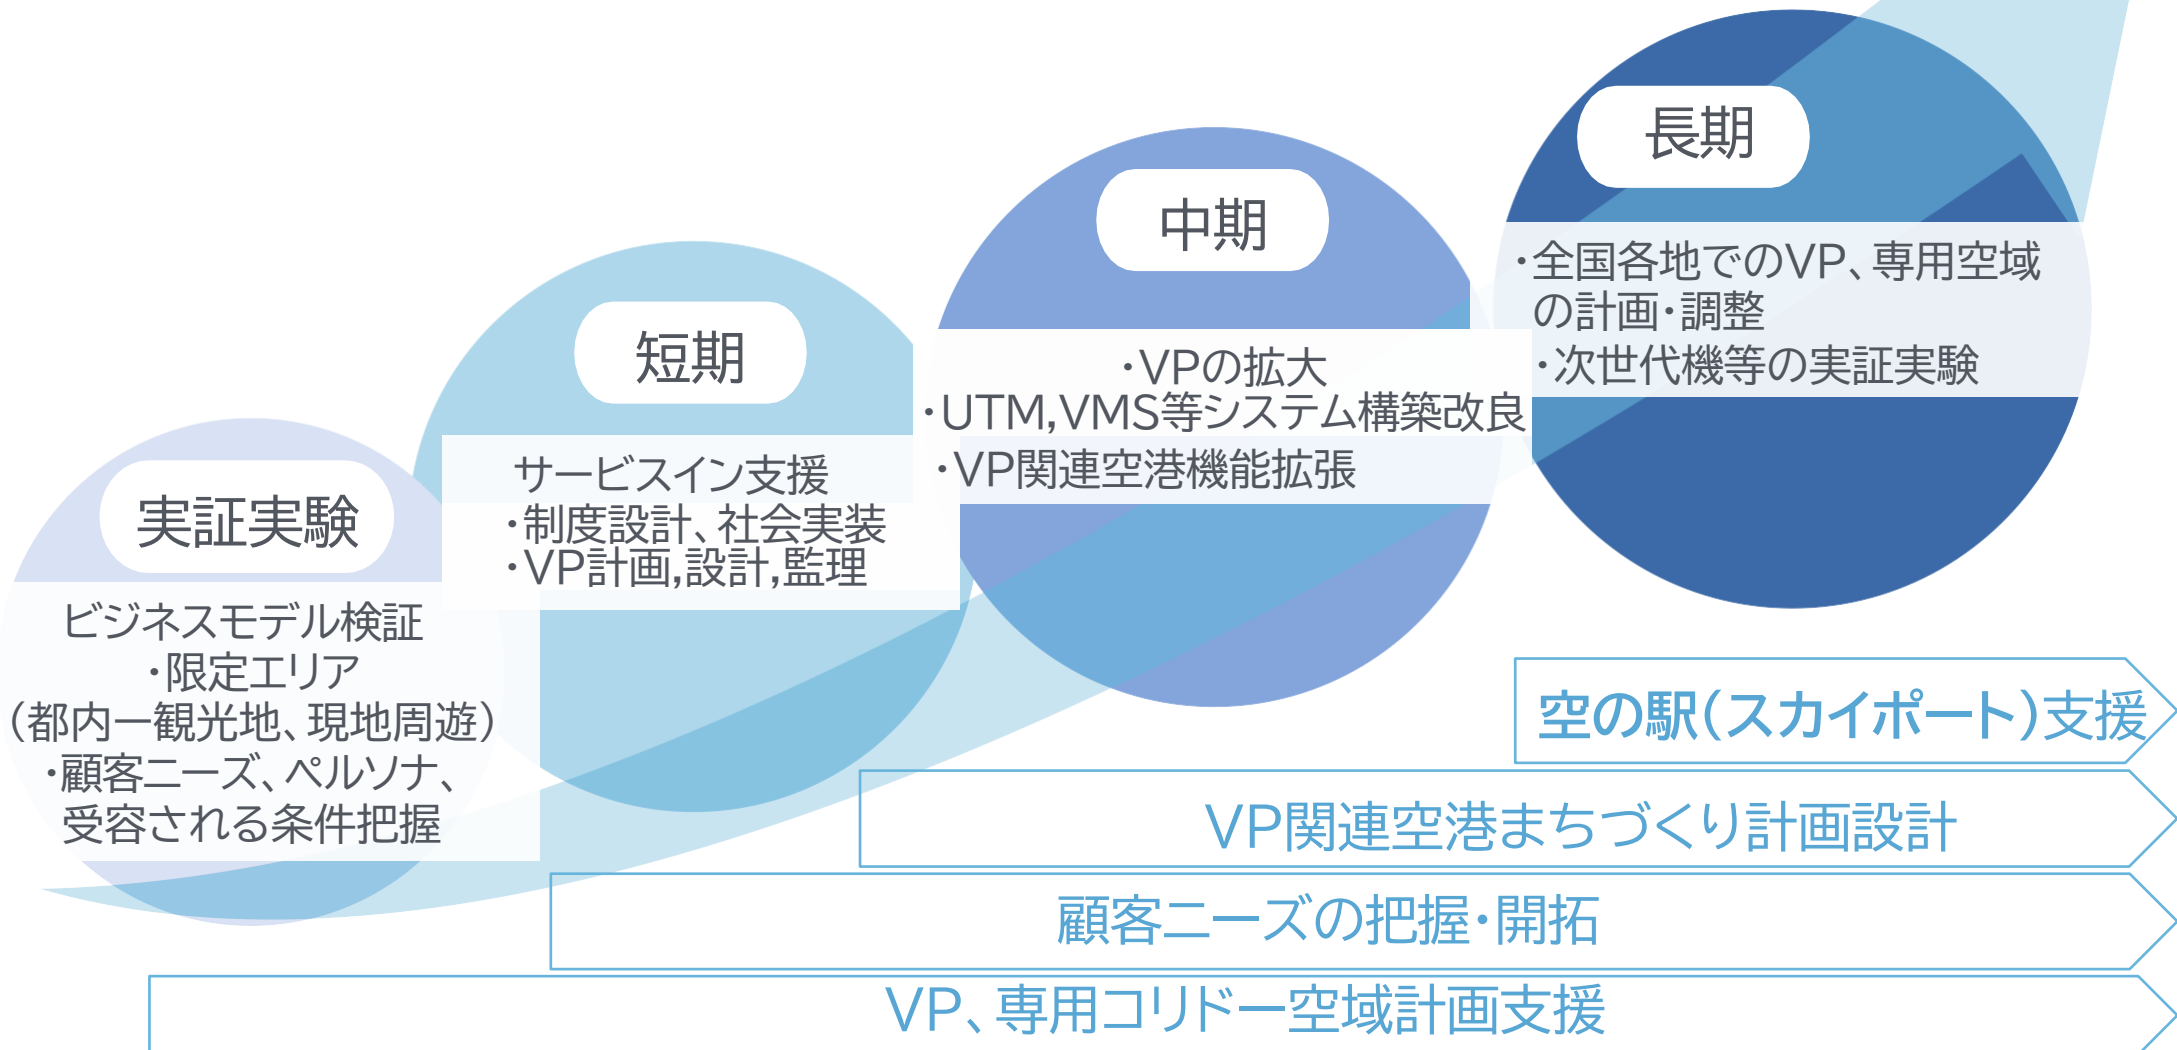 実証実験
ビジネスモデル検証
・限定エリア
（都内ー観光地、現地周遊）
・顧客ニーズ、ペルソナ、
受容される条件把握
短期
サービスイン支援
・制度設計、社会実装
・VP計画,設計,監理
中期
・VPの拡大
・UTM,VMS等システム構築改良
・VP関連空港機能拡張
長期
・全国各地でのVP、専用空域
の計画・調整
・次世代機等の実証実験
空の駅（スカイポート）支援
VP関連空港まちづくり計画設計
顧客ニーズの把握・開拓
VP、専用コリドー空域計画支援